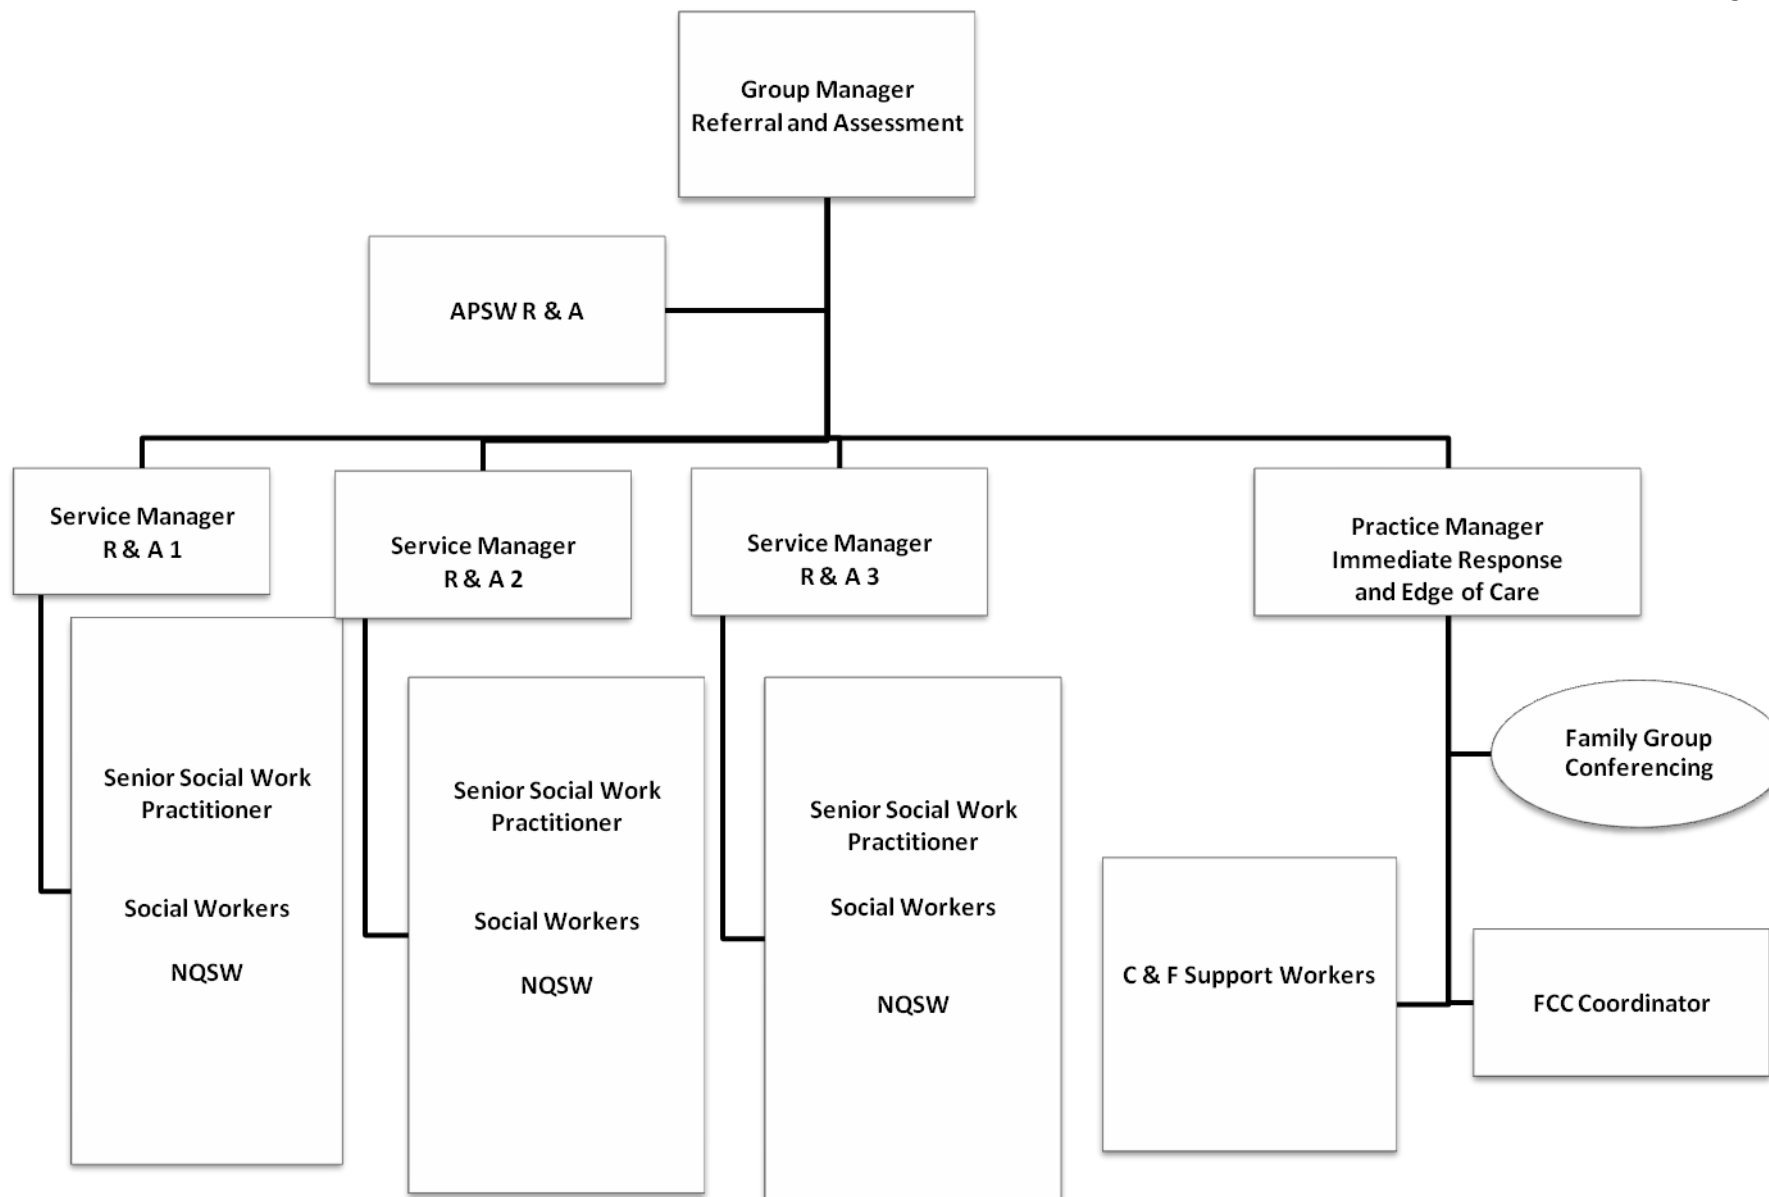 Group Manager
Referral and Assessment
APSW R & A
Service Manager
R & A 1
Service Manager
R & A 2
Service Manager
R & A 3
Practice Manager
Immediate Response
and Edge of Care
Senior Social Work
Practitioner
Social Workers
NQSW
Senior Social Work
Practitioner
Social Workers
NQSW
Senior Social Work
Practitioner
Social Workers
NQSW
Family Group
Conferencing
C & F Support Workers
FCC Coordinator